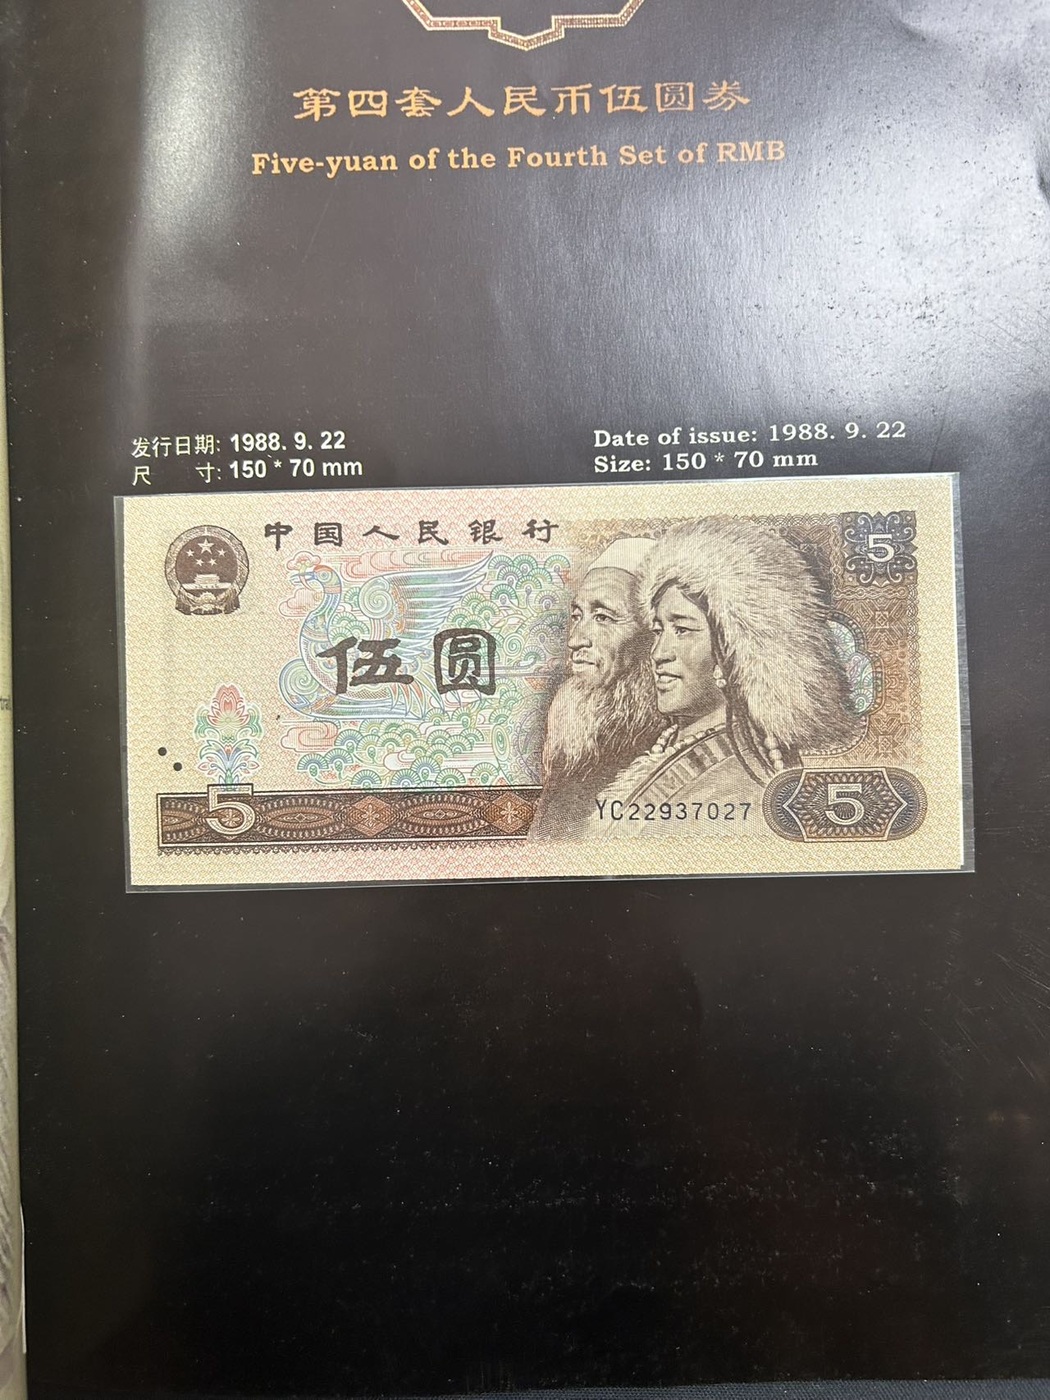 第四套人民币伍圆券
Five-yuan of the Fourth Set of RMB
发行日期: 1988. 9. 22
尺 寸: 150 * 70 mm
Date of issue: 1988. 9. 22
Size: 150 * 70 mm
中国人民银行
5
伍圆
5
YC22937027
5